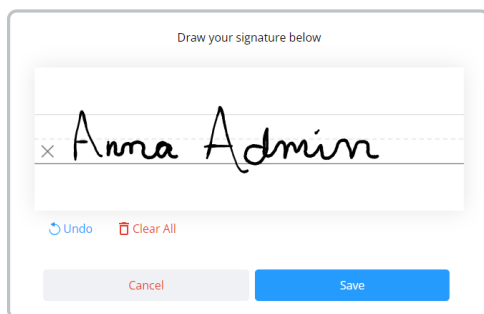 Draw your signature below
Anna Admin
Undo Clear All
Cancel Save